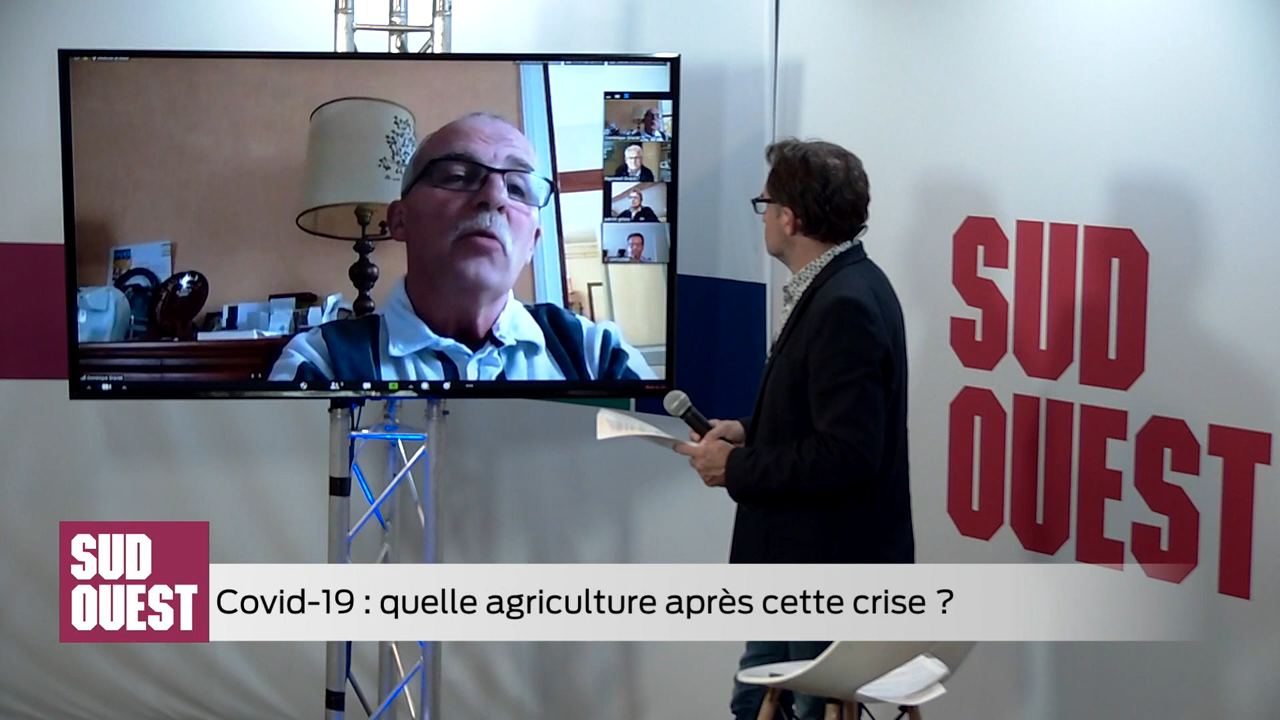 SUD
OUEST
SUD
OUEST
Covid-19 : quelle agriculture après cette crise ?